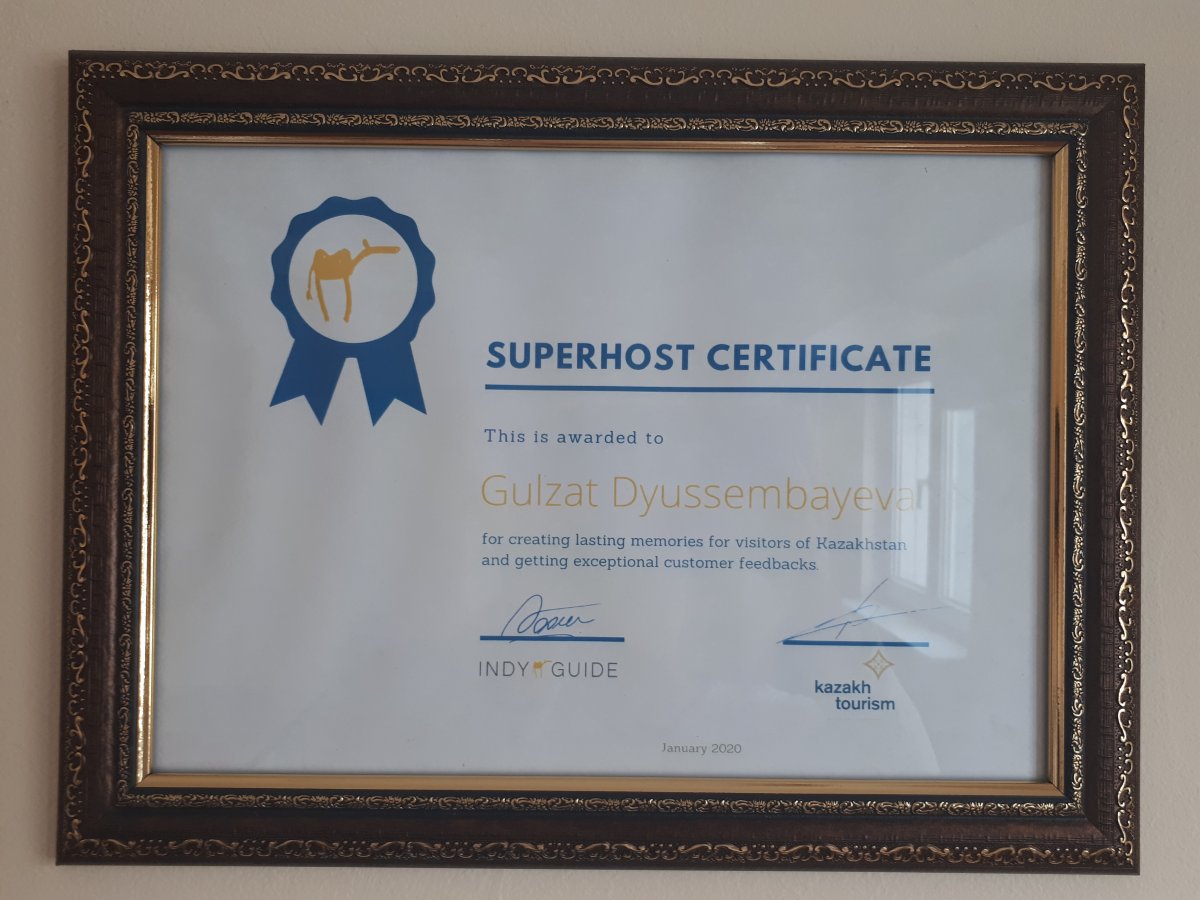 SUPERHOST CERTIFICATE
This is awarded to
Gulzat Dyussembayeva
for creating lasting memories for visitors of Kazakhstan
and getting exceptional customer feedbacks.
INDY GUIDE
kazakh
tourism
January 2020